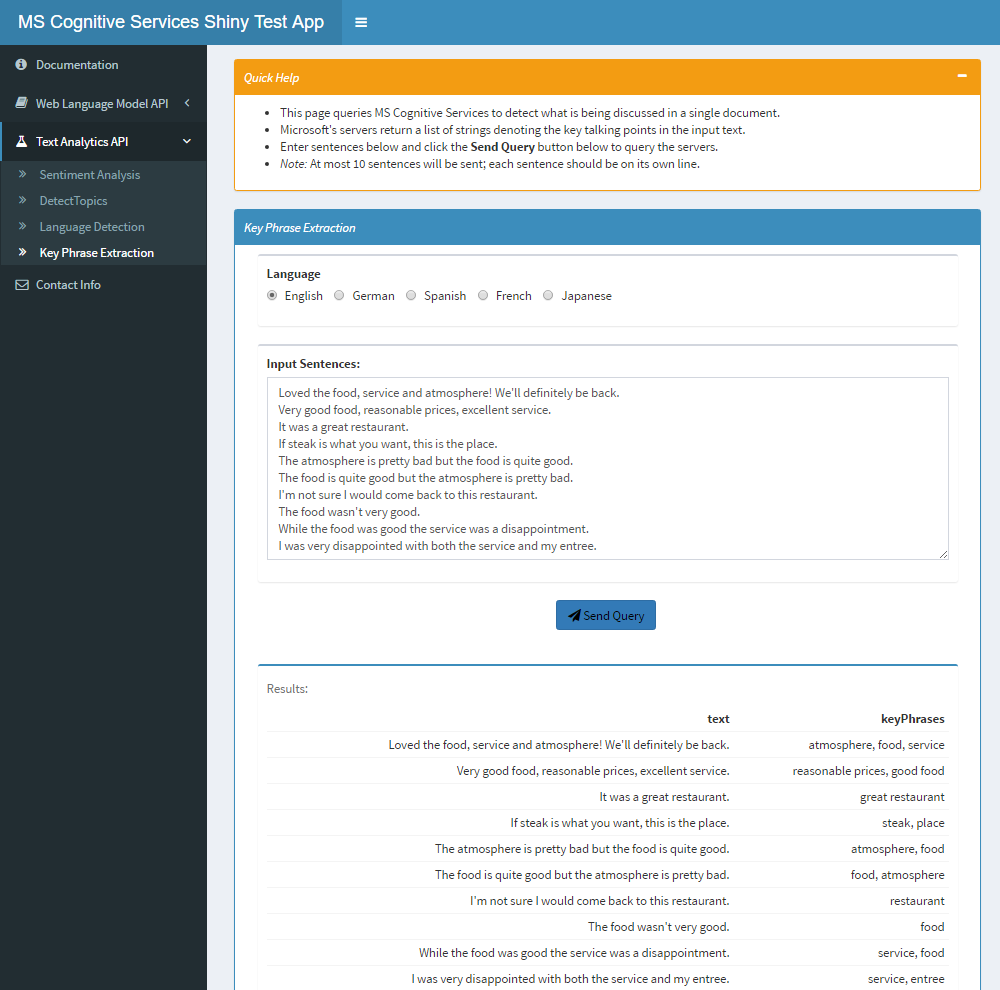 MS Cognitive Services Shiny Test App
Documentation
Web Language Model API
Text Analytics API
Sentiment Analysis
DetectTopics
Language Detection
Key Phrase Extraction
Contact Info
Quick Help
This page queries MS Cognitive Services to detect what is being discussed in a single document.
Microsoft's servers return a list of strings denoting the key talking points in the input text.
Enter sentences below and click the Send Query button below to query the servers.
Note: At most 10 sentences will be sent; each sentence should be on its own line.
Key Phrase Extraction
Language
English German Spanish French Japanese
Input Sentences:
Loved the food, service and atmosphere! We'll definitely be back.
Very good food, reasonable prices, excellent service.
It was a great restaurant.
If steak is what you want, this is the place.
The atmosphere is pretty bad but the food is quite good.
The food is quite good but the atmosphere is pretty bad.
I'm not sure I would come back to this restaurant.
The food wasn't very good.
While the food was good the service was a disappointment.
I was very disappointed with both the service and my entree.
Send Query
Results:
text keyPhrases
Loved the food, service and atmosphere! We'll definitely be back. atmosphere, food, service
Very good food, reasonable prices, excellent service. reasonable prices, good food
It was a great restaurant. great restaurant
If steak is what you want, this is the place. steak, place
The atmosphere is pretty bad but the food is quite good. atmosphere, food
The food is quite good but the atmosphere is pretty bad. food, atmosphere
I'm not sure I would come back to this restaurant. restaurant
The food wasn't very good. food
While the food was good the service was a disappointment. service, food
I was very disappointed with both the service and my entree. service, entree